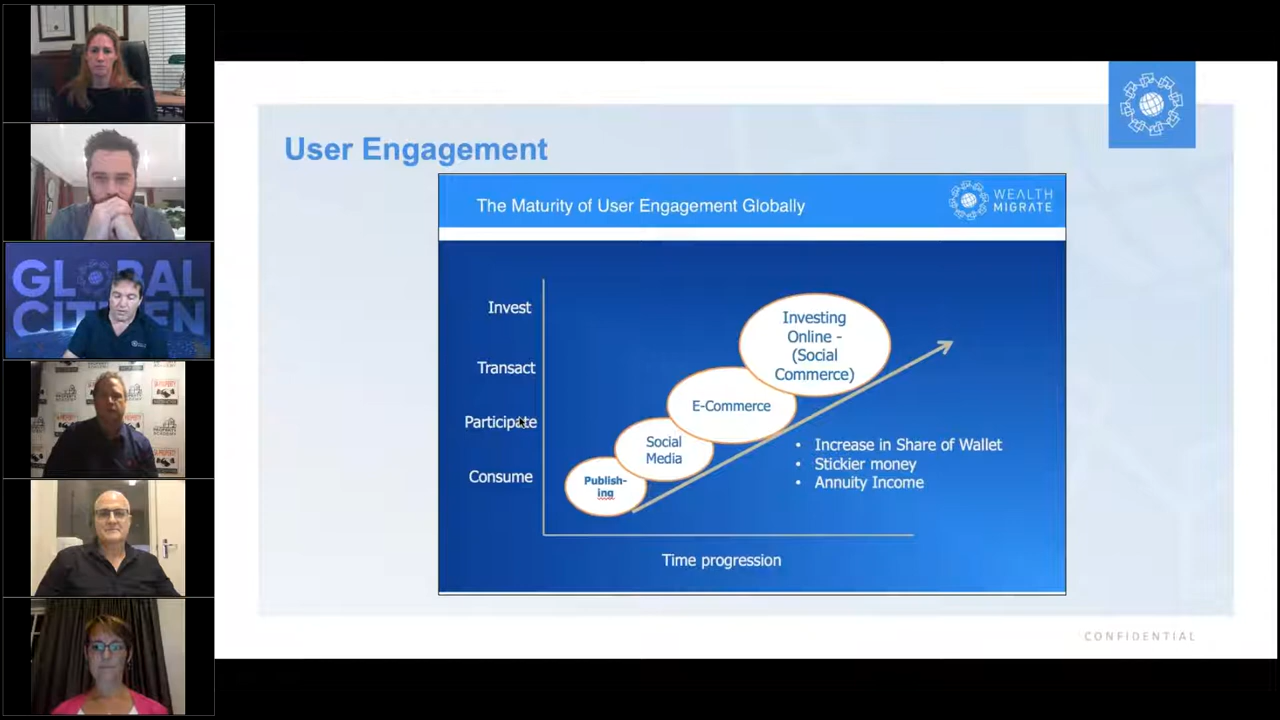 GLOBAL
CITIZEN
User Engagement
The Maturity of User Engagement Globally
WEALTH
MIGRATE
Invest
Transact
Participate
Consume
Investing
Online -
(Social
Commerce)
E-Commerce
Social
Media
Publish-
ing
• Increase in Share of Wallet
• Stickier money
• Annuity Income
Time progression
CONFIDENTIAL